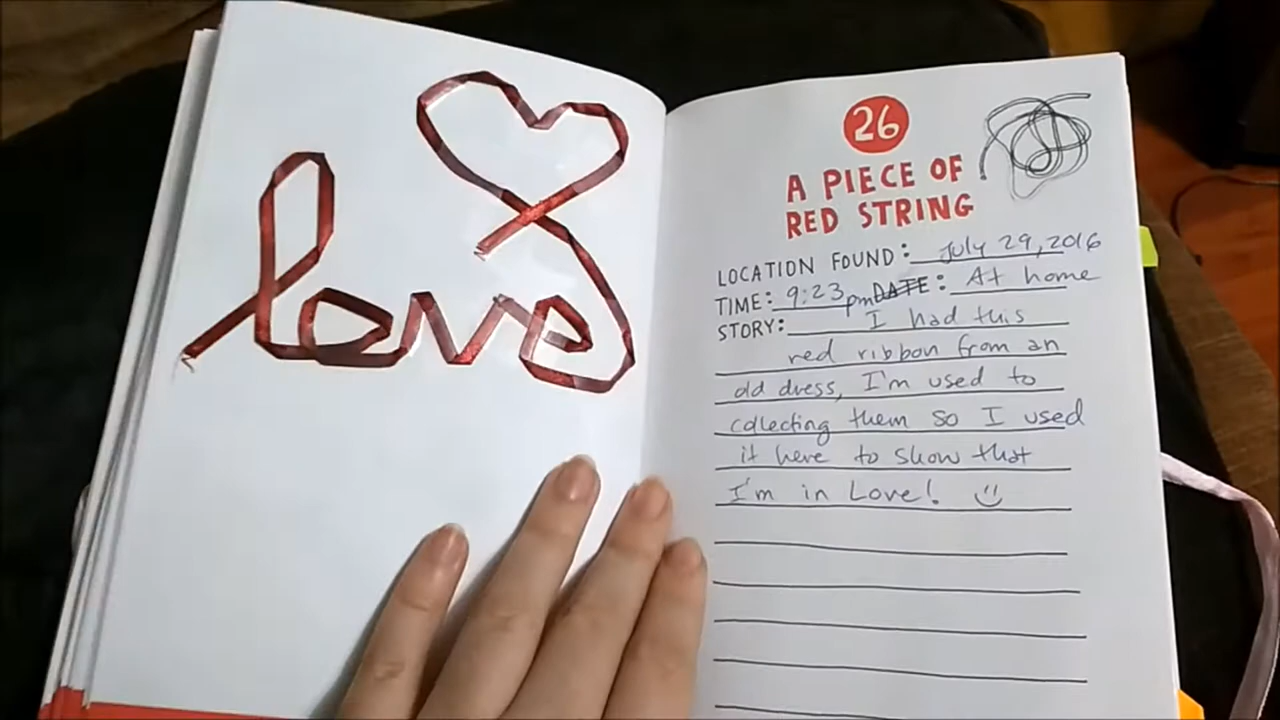 love
26
A PIECE OF
RED STRING
LOCATION FOUND: July 29, 2016
TIME: 9:23pm DATE: At home
STORY: I had this
red ribbon from an
old dress, I'm used to
collecting them so I used
it here to show that
I'm in Love!